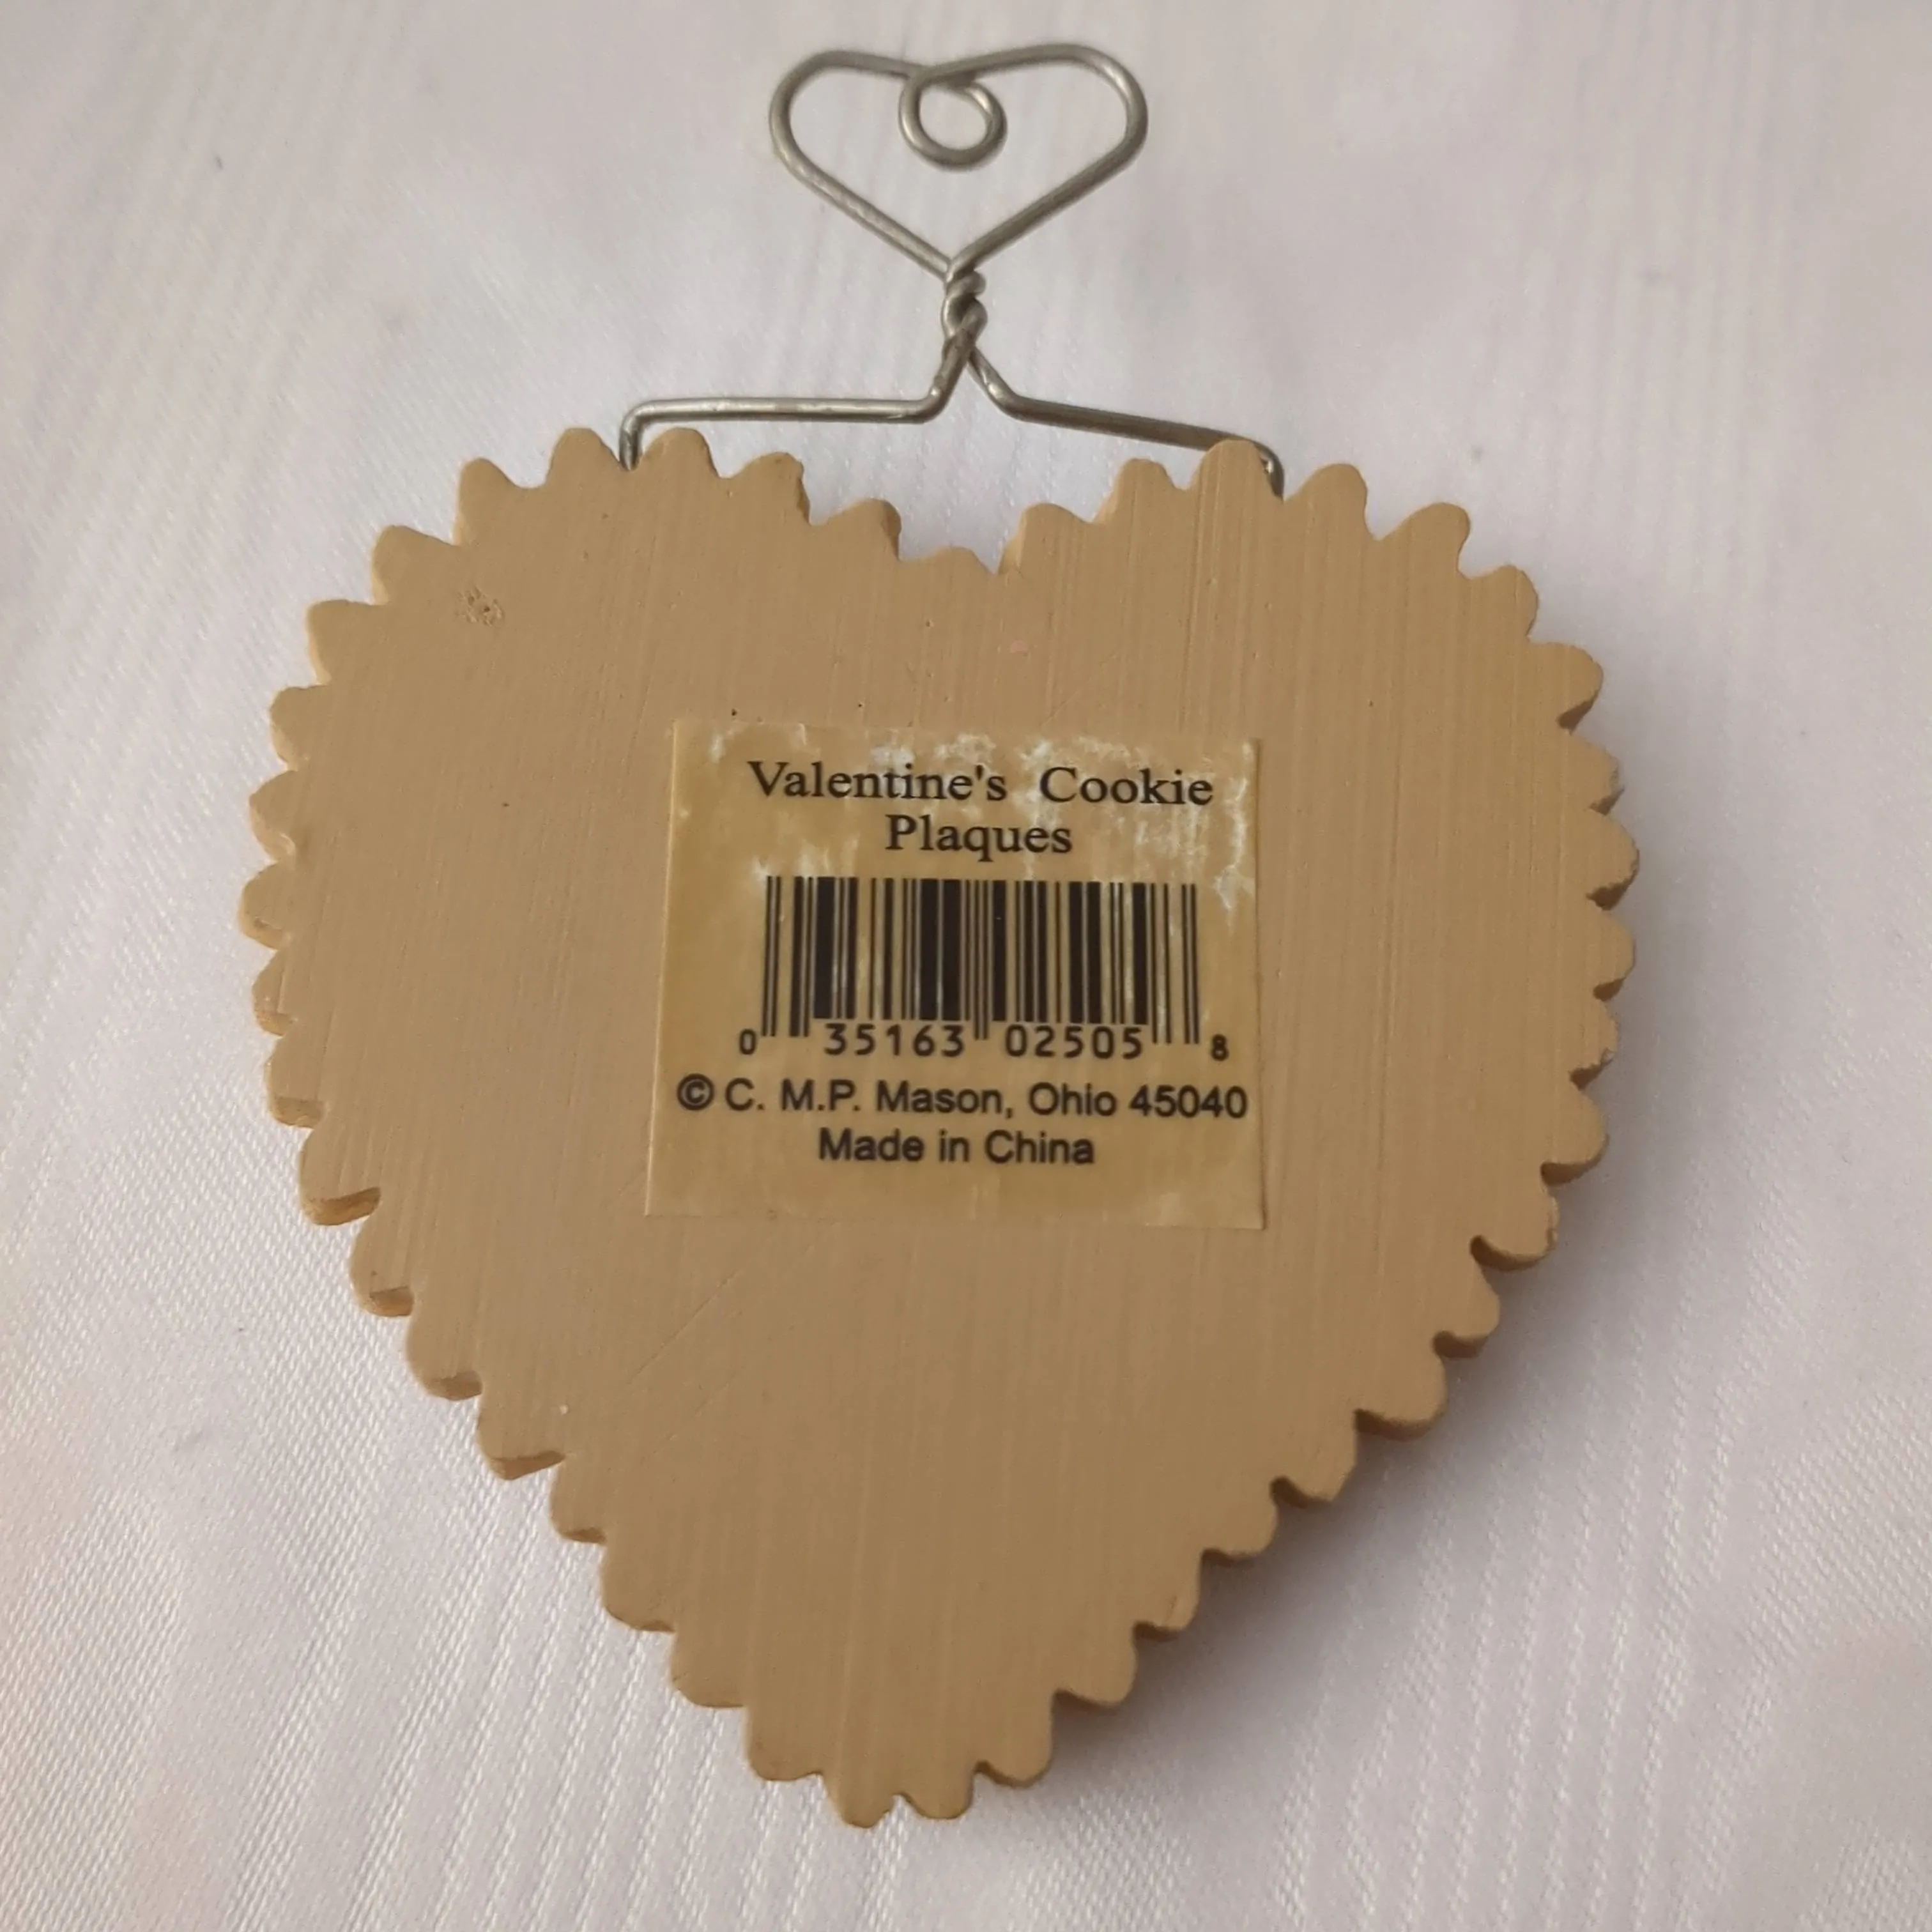 Valentine's Cookie
Plaques
0 35163 02505 8
© C. M.P. Mason, Ohio 45040
Made in China